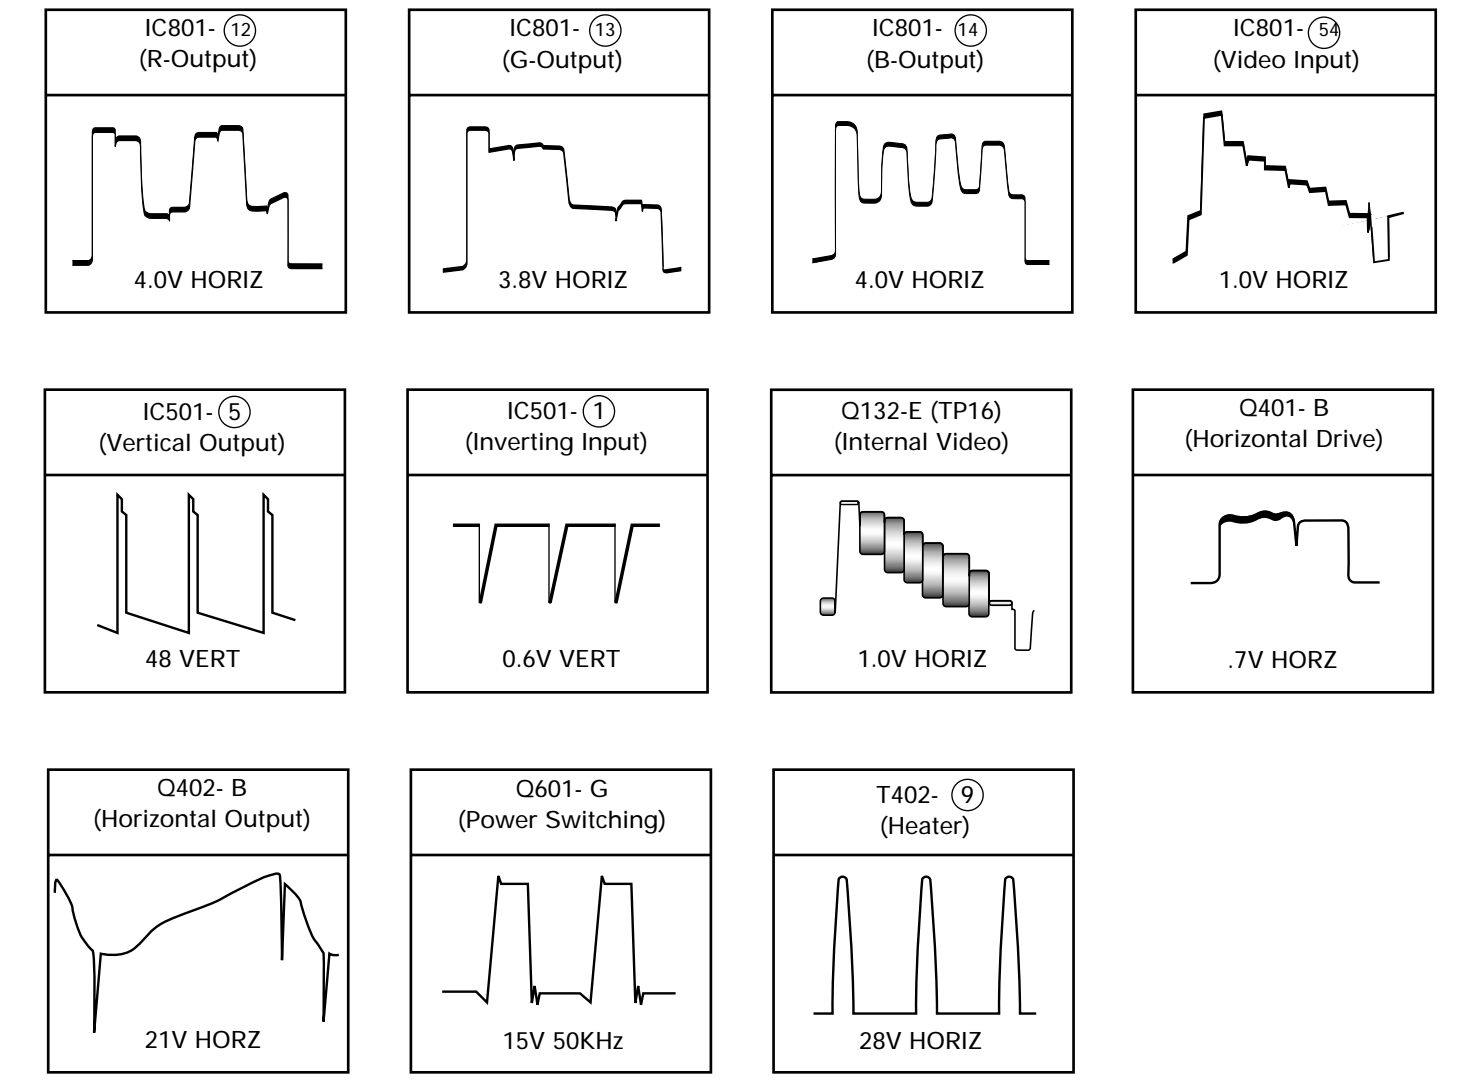 IC801- 12
(R-Output)
4.0V HORIZ
IC801- 13
(G-Output)
3.8V HORIZ
IC801- 14
(B-Output)
4.0V HORIZ
IC801- 54
(Video Input)
1.0V HORIZ
IC501- 5
(Vertical Output)
48 VERT
IC501- 1
(Inverting Input)
0.6V VERT
Q132-E (TP16)
(Internal Video)
1.0V HORIZ
Q401- B
(Horizontal Drive)
.7V HORZ
Q402- B
(Horizontal Output)
21V HORZ
Q601- G
(Power Switching)
15V 50KHz
T402- 9
(Heater)
28V HORIZ